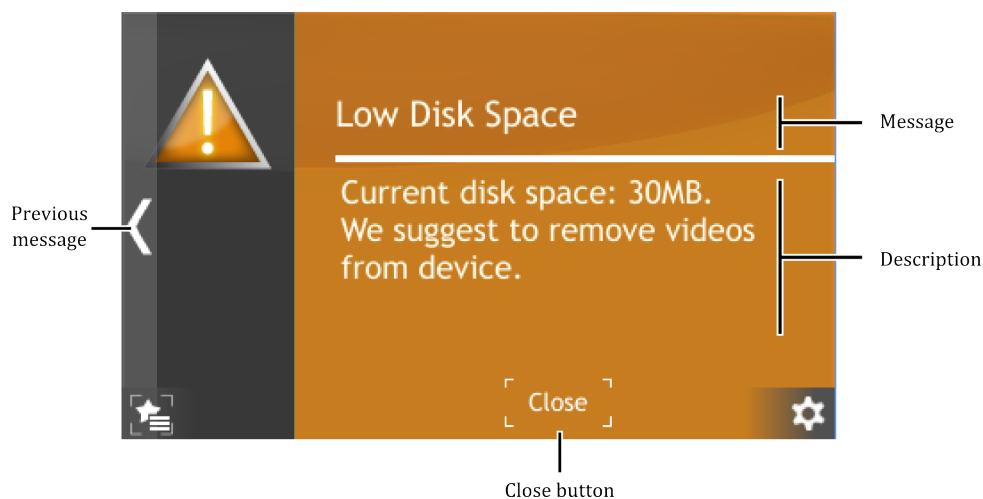 Low Disk Space
Message
Current disk space: 30MB.
We suggest to remove videos
from device.
Previous
message
Description
Close
Close button